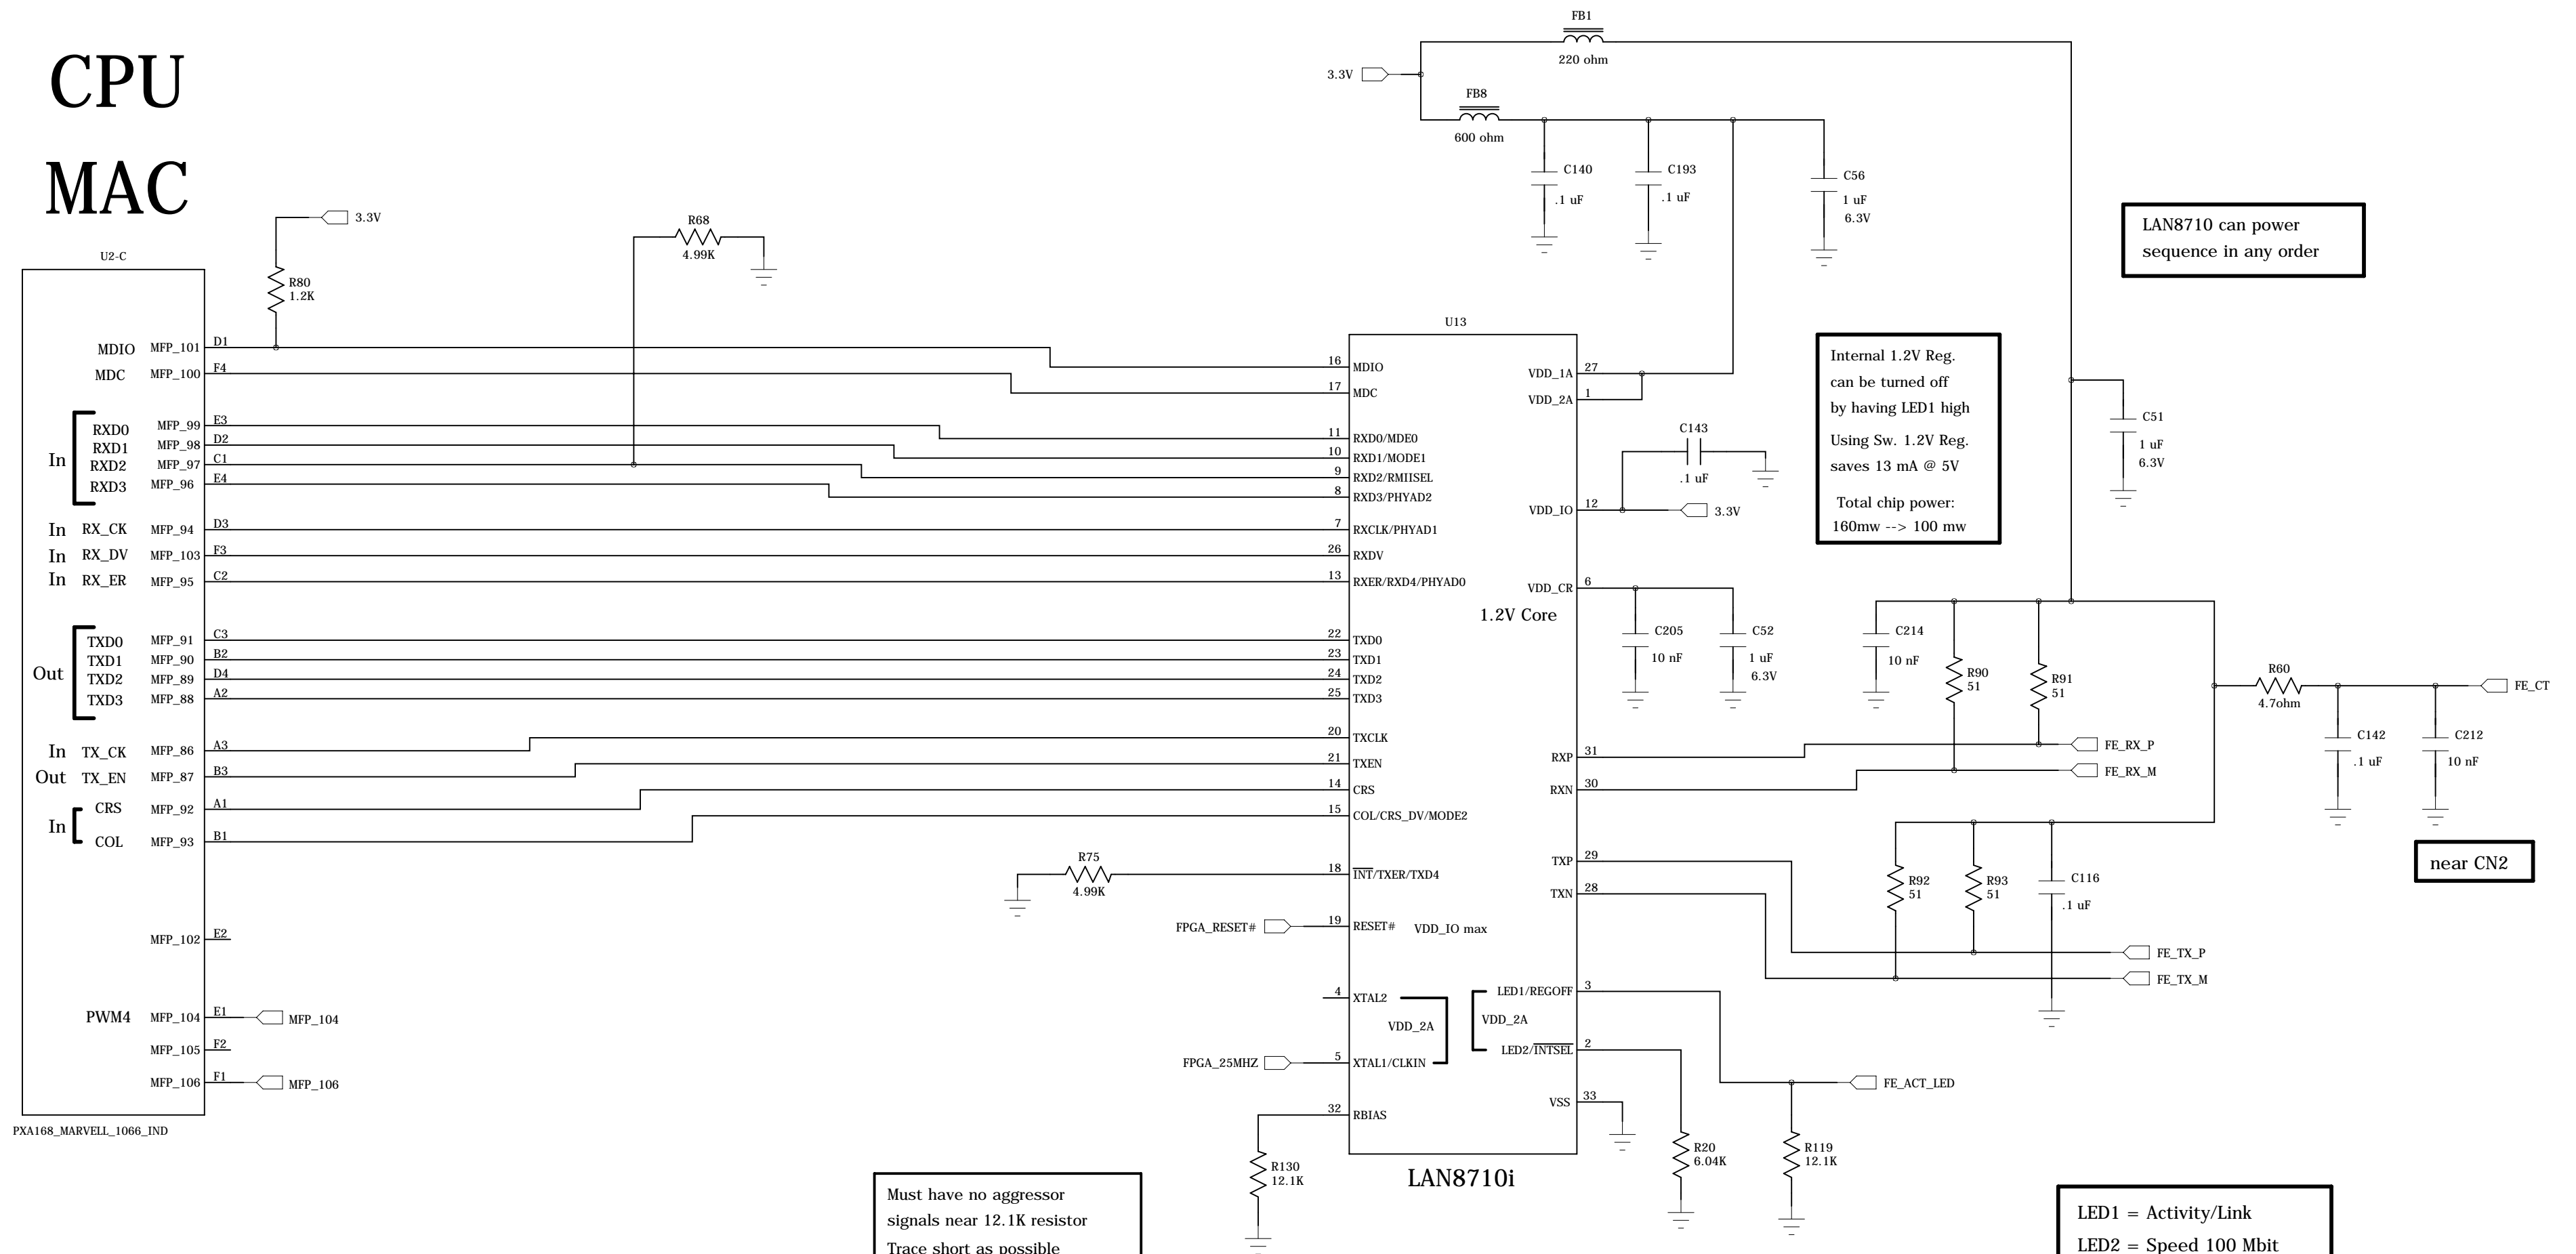 CPU
MAC
FB1
220 ohm
3.3V
FB8
600 ohm
C140
.1 uF
C193
.1 uF
C56
1 uF
6.3V
LAN8710 can power
sequence in any order
3.3V
R80
1.2K
R68
4.99K
U2-C
MDIO MFP_101 D1
MDC MFP_100 F4
In
RXD0 MFP_99 E3
RXD1 MFP_98 D2
RXD2 MFP_97 C1
RXD3 MFP_96 E4
In RX_CK MFP_94 D3
In RX_DV MFP_103 F3
In RX_ER MFP_95 C2
Out
TXD0 MFP_91 C3
TXD1 MFP_90 B2
TXD2 MFP_89 D4
TXD3 MFP_88 A2
In TX_CK MFP_86 A3
Out TX_EN MFP_87 B3
In
CRS MFP_92 A1
COL MFP_93 B1
MFP_102 E2
PWM4 MFP_104 E1 MFP_104
MFP_105 F2
MFP_106 F1 MFP_106
PXA168_MARVELL_1066_IND
R75
4.99K
FPGA_RESET#
FPGA_25MHZ
R130
12.1K
Must have no aggressor
signals near 12.1K resistor
Trace short as possible
U13
16 MDIO
17 MDC
11 RXD0/MDE0
10 RXD1/MODE1
9 RXD2/RMIISEL
8 RXD3/PHYAD2
7 RXCLK/PHYAD1
26 RXDV
13 RXER/RXD4/PHYAD0
22 TXD0
23 TXD1
24 TXD2
25 TXD3
20 TXCLK
21 TXEN
14 CRS
15 COL/CRS_DV/MODE2
18 INT/TXER/TXD4
19 RESET# VDD_IO max
4 XTAL2
VDD_2A
5 XTAL1/CLKIN
32 RBIAS
VDD_1A 27
VDD_2A 1
VDD_IO 12
VDD_CR 6
1.2V Core
RXP 31
RXN 30
TXP 29
TXN 28
LED1/REGOFF 3
VDD_2A
LED2/INTSEL 2
VSS 33
LAN8710i
C143
.1 uF
3.3V
Internal 1.2V Reg.
can be turned off
by having LED1 high
Using Sw. 1.2V Reg.
saves 13 mA @ 5V
Total chip power:
160mw --> 100 mw
C51
1 uF
6.3V
C205
10 nF
C52
1 uF
6.3V
C214
10 nF
R90
51
R91
51
R60
4.7ohm
FE_CT
C142
.1 uF
C212
10 nF
near CN2
FE_RX_P
FE_RX_M
R92
51
R93
51
C116
.1 uF
FE_TX_P
FE_TX_M
FE_ACT_LED
R20
6.04K
R119
12.1K
LED1 = Activity/Link
LED2 = Speed 100 Mbit